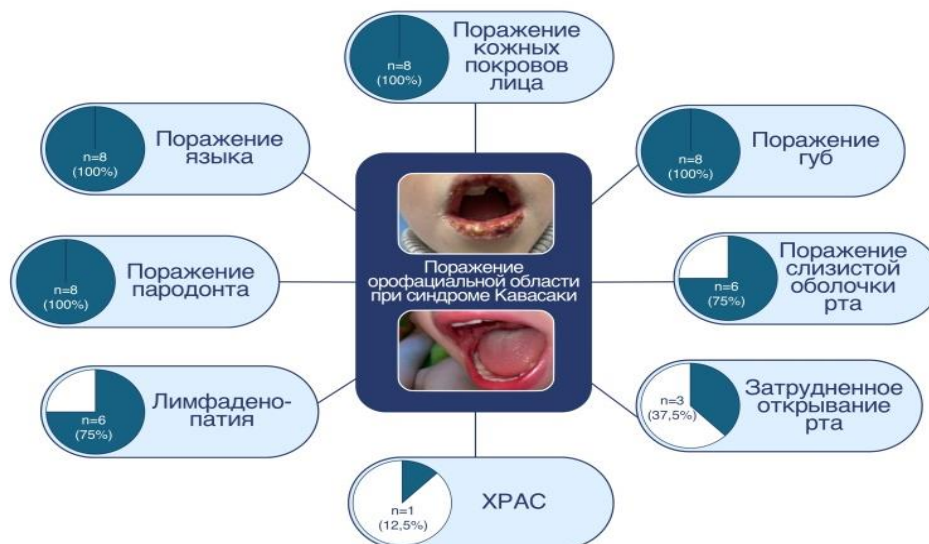 n=8
(100%)
Поражение
кожных
покровов
лица
n=8
(100%)
Поражение
языка
n=8
(100%)
Поражение
губ
n=8
(100%)
Поражение
пародонта
Поражение
орофациальной области
при синдроме Кавасаки
n=6
(75%)
Поражение
слизистой
оболочки
рта
n=6
(75%)
Лимфадено-
патия
n=3
(37,5%)
Затрудненное
открывание
рта
n=1
(12,5%)
ХРАС